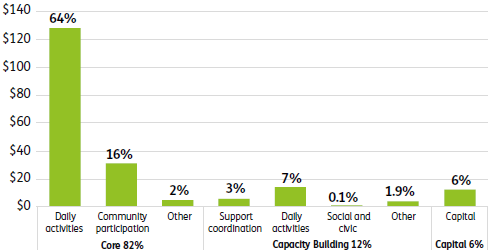 $140
$120
$100
$80
$60
$40
$20
$0
64%
16%
2%
3%
7%
0.1%
1.9%
6%
Daily
activities
Community
participation
Other
Support
coordination
Daily
activities
Social and
civic
Other
Capital
Core 82%
Capacity Building 12%
Capital 6%